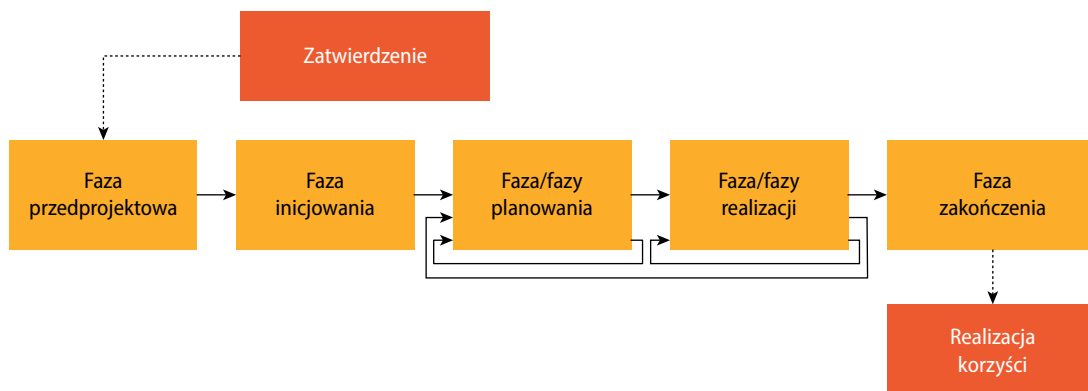 Zatwierdzenie
Faza
przedprojektowa
Faza
inicjowania
Faza/fazy
planowania
Faza/fazy
realizacji
Faza
zakończenia
Realizacja
korzyści